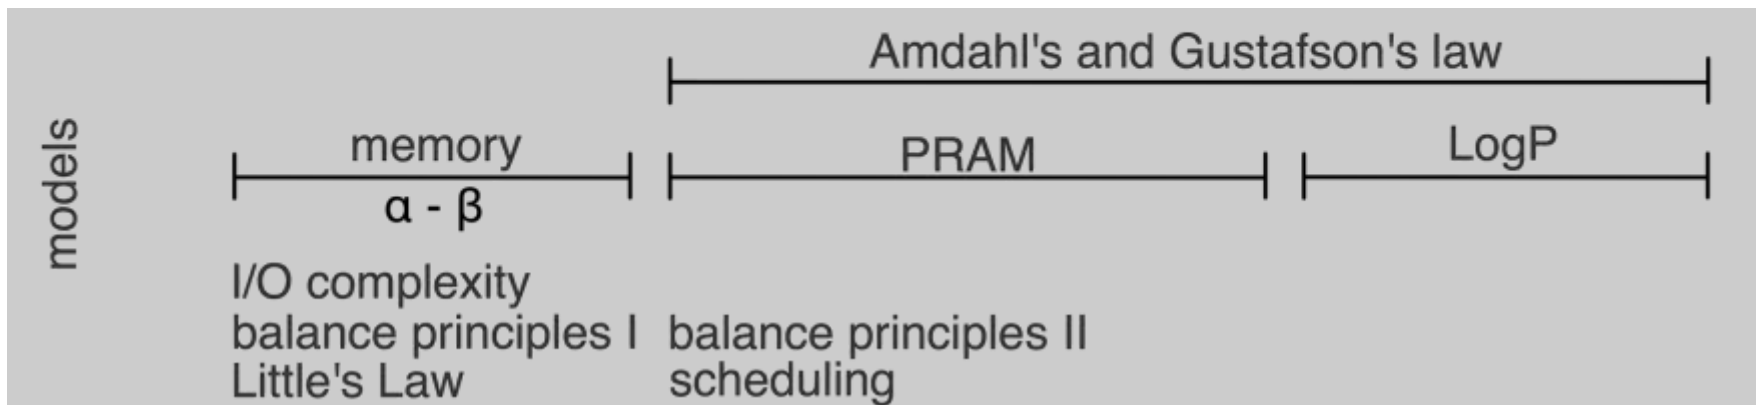 Amdahl's and Gustafson's law
models
memory
PRAM
LogP
α - β
I/O complexity
balance principles I
balance principles II
Little's Law
scheduling